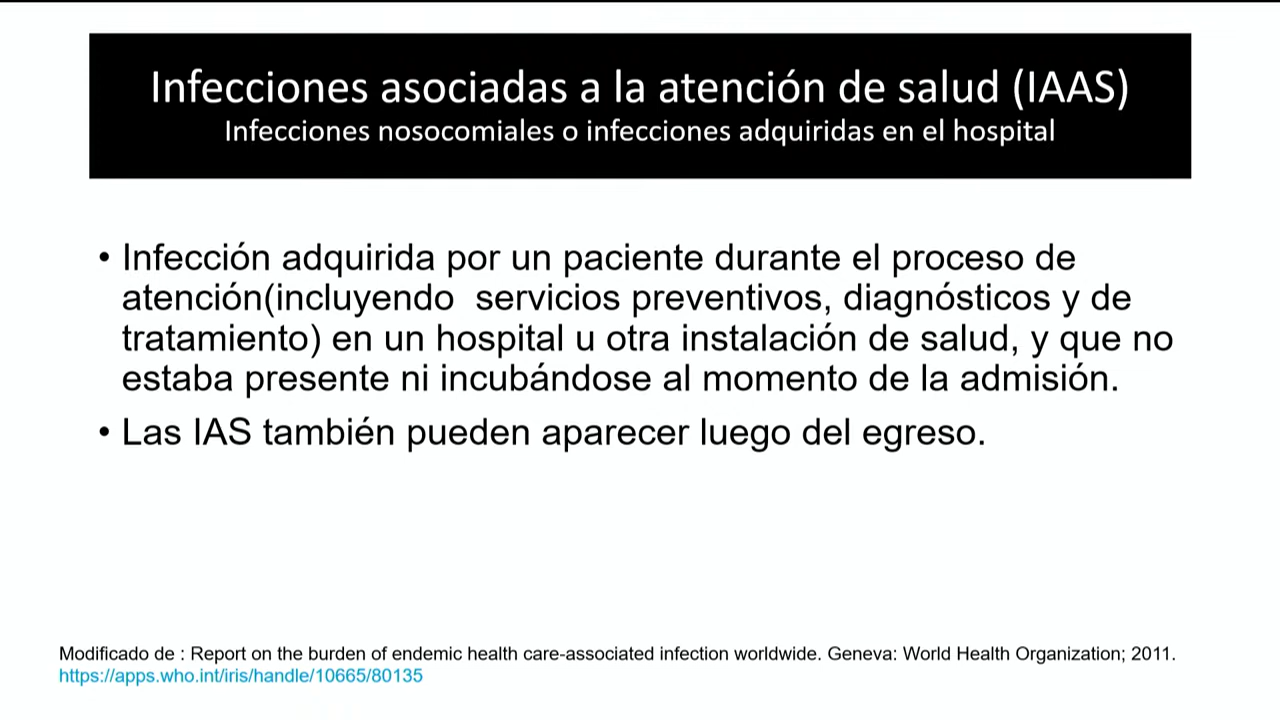 Infecciones asociadas a la atención de salud (IAAS)
Infecciones nosocomiales o infecciones adquiridas en el hospital
• Infección adquirida por un paciente durante el proceso de
atención(incluyendo  servicios preventivos, diagnósticos y de
tratamiento) en un hospital u otra instalación de salud, y que no
estaba presente ni incubándose al momento de la admisión.
• Las IAS también pueden aparecer luego del egreso.
Modificado de : Report on the burden of endemic health care-associated infection worldwide. Geneva: World Health Organization; 2011.
https://apps.who.int/iris/handle/10665/80135